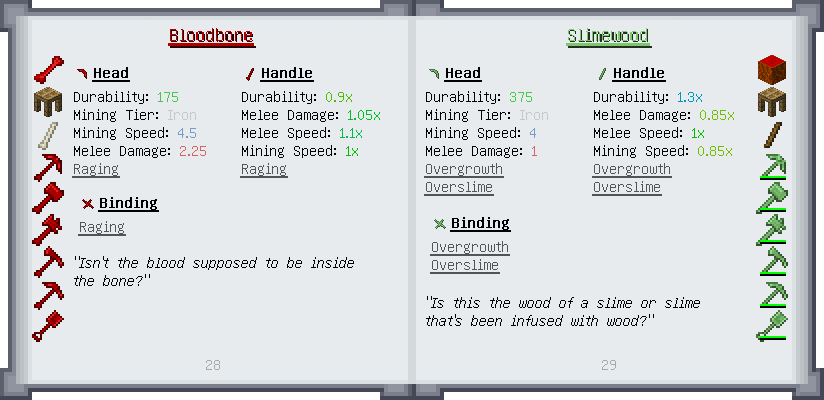 Bloodbone
Head
Durability: 175
Mining Tier: Iron
Mining Speed: 4.5
Melee Damage: 2.25
Raging
Handle
Durability: 0.9x
Melee Damage: 1.05x
Melee Speed: 1.1x
Mining Speed: 1x
Raging
Binding
Raging
"Isn't the blood supposed to be inside
the bone?"
28
Slimewood
Head
Durability: 375
Mining Tier: Iron
Mining Speed: 4
Melee Damage: 1
Overgrowth
Overslime
Handle
Durability: 1.3x
Melee Damage: 0.85x
Melee Speed: 1x
Mining Speed: 0.85x
Overgrowth
Overslime
Binding
Overgrowth
Overslime
"Is this the wood of a slime or slime
that's been infused with wood?"
29